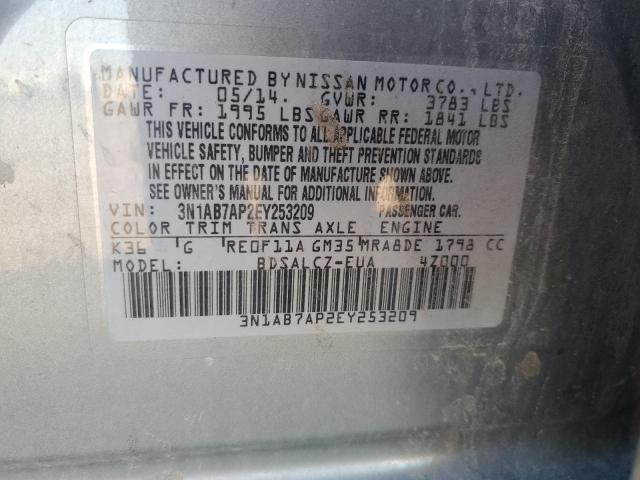 MANUFACTURED BY NISSAN MOTOR CO., LTD.
DATE: 05/14. GVWR: 3783 LBS
GAWR FR: 1995 LBS GAWR RR: 1841 LBS
THIS VEHICLE CONFORMS TO ALL APPLICABLE FEDERAL MOTOR
VEHICLE SAFETY, BUMPER AND THEFT PREVENTION STANDARDS
IN EFFECT ON THE DATE OF MANUFACTURE SHOWN ABOVE.
SEE OWNER'S MANUAL FOR ADDITIONAL INFORMATION.
VIN: 3N1AB7AP2EY253209 PASSENGER CAR.
COLOR TRIM TRANS AXLE ENGINE
K36 G RE0F11A GM35 MRA8DE 1798 CC
MODEL: BDSALCZ-EUA 4Z000
3N1AB7AP2EY253209